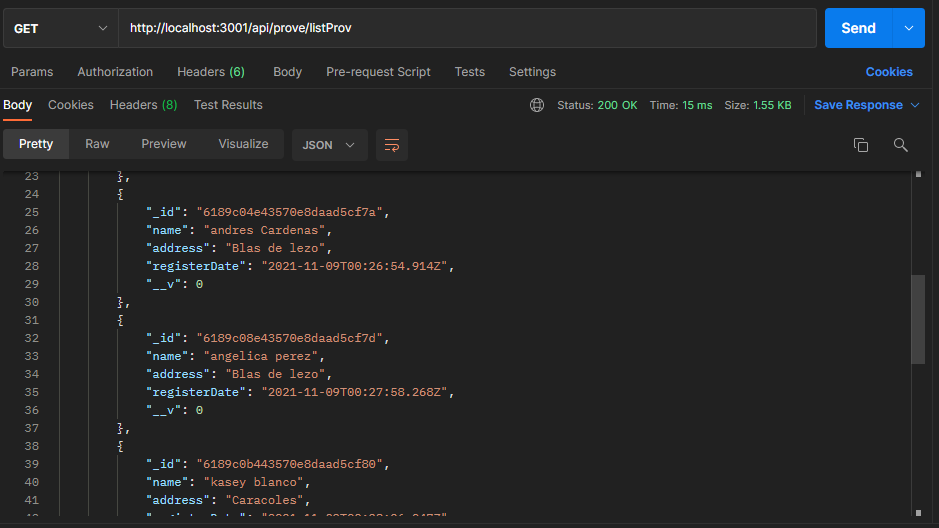 GET http://localhost:3001/api/prove/listProv Send
Params Authorization Headers (6) Body Pre-request Script Tests Settings Cookies
Body Cookies Headers (8) Test Results Status: 200 OK Time: 15 ms Size: 1.55 KB Save Response
Pretty Raw Preview Visualize JSON
23 },
24 {
25 "_id": "6189c04e43570e8daad5cf7a",
26 "name": "andres Cardenas",
27 "address": "Blas de lezo",
28 "registerDate": "2021-11-09T00:26:54.914Z",
29 "__v": 0
30 },
31 {
32 "_id": "6189c08e43570e8daad5cf7d",
33 "name": "angelica perez",
34 "address": "Blas de lezo",
35 "registerDate": "2021-11-09T00:27:58.268Z",
36 "__v": 0
37 },
38 {
39 "_id": "6189c0b443570e8daad5cf80",
40 "name": "kasey blanco",
41 "address": "Caracoles",